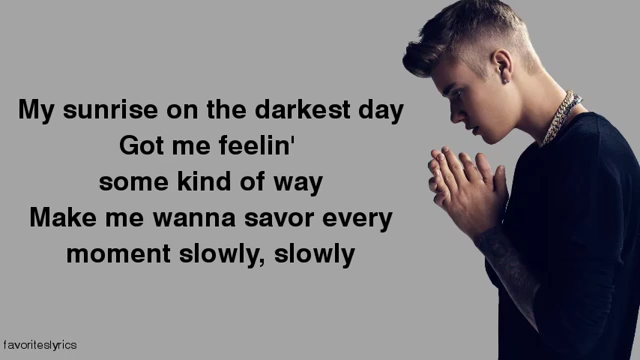 My sunrise on the darkest day
Got me feelin'
some kind of way
Make me wanna savor every
moment slowly, slowly
favoriteslyrics